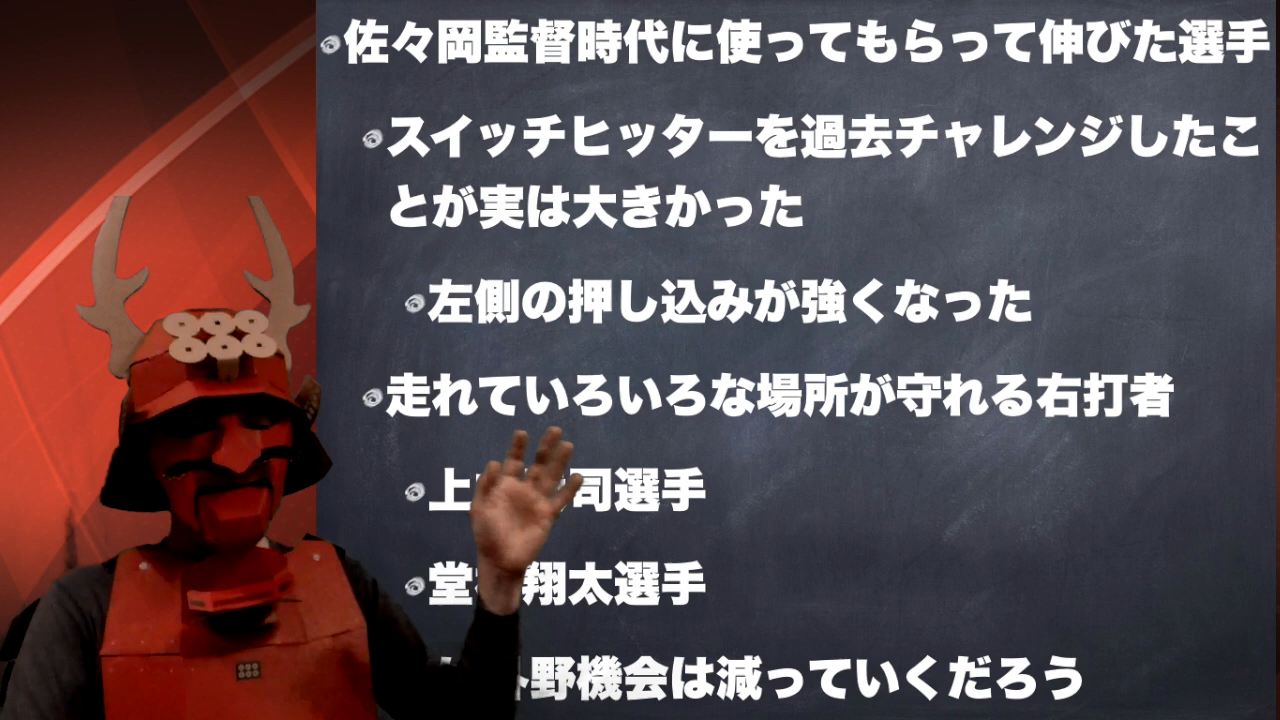 佐々岡監督時代に使ってもらって伸びた選手
スイッチヒッターを過去チャレンジしたこ
とが実は大きかった
左側の押し込みが強くなった
走れていろいろな場所が守れる右打者
上 司選手
堂 翔太選手
外野機会は減っていくだろう